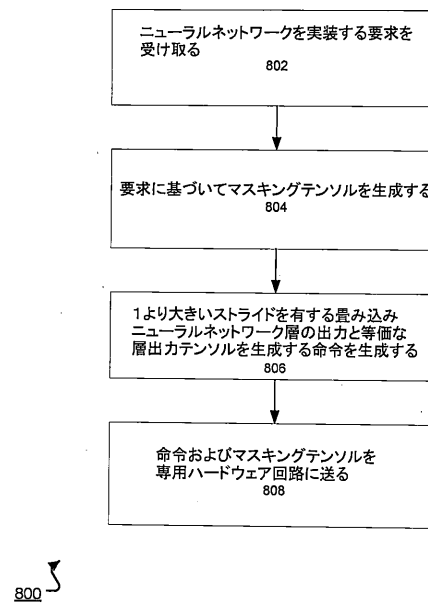 ニューラルネットワークを実装する要求を
受け取る
802
要求に基づいてマスキングテンソルを生成する
804
1より大きいストライドを有する畳み込み
ニューラルネットワーク層の出力と等価な
層出力テンソルを生成する命令を生成する
806
命令およびマスキングテンソルを
専用ハードウェア回路に送る
808
800